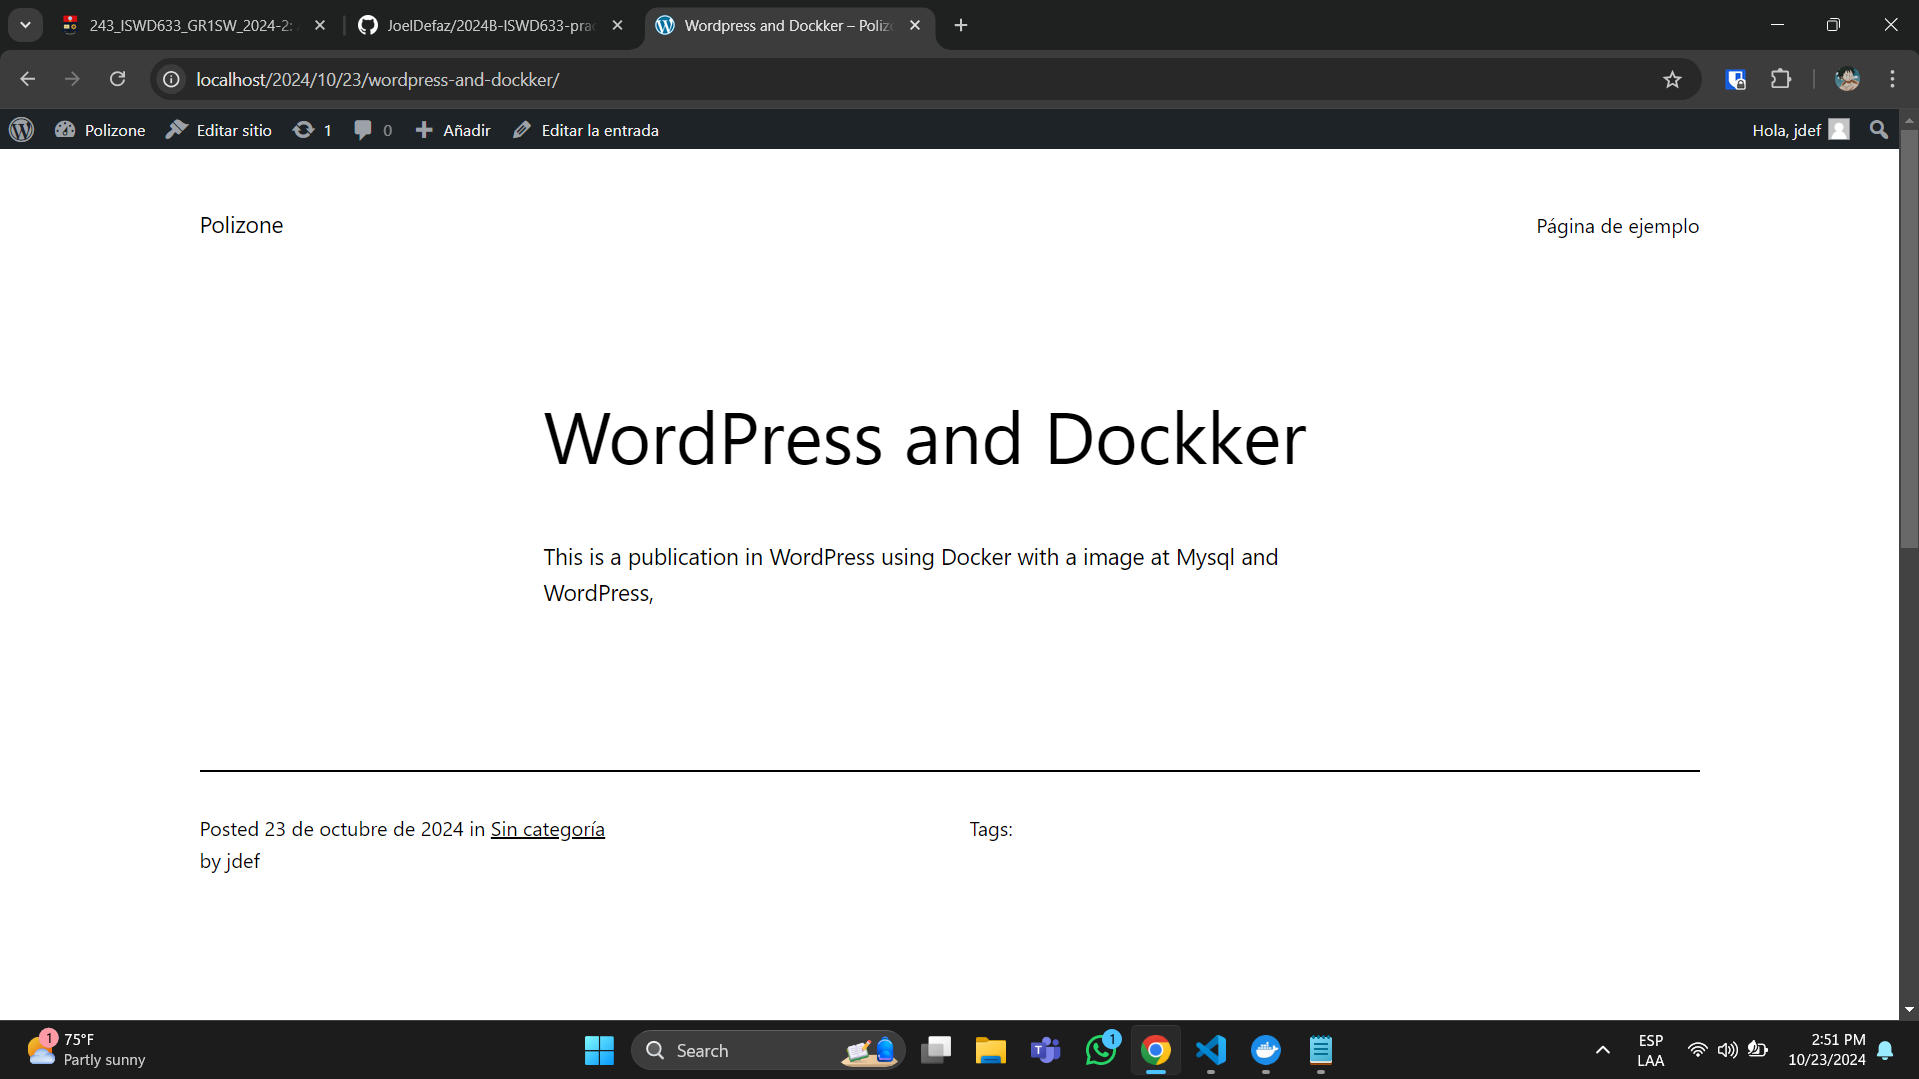 243_ISWD633_GR1SW_2024-2:
JoelDefaz/2024B-ISWD633-prac
Wordpress and Dockker – Polizo
localhost/2024/10/23/wordpress-and-dockker/
Polizone
Editar sitio
1
0
Añadir
Editar la entrada
Hola, jdef
Polizone
Página de ejemplo
WordPress and Dockker
This is a publication in WordPress using Docker with a image at Mysql and
WordPress,
Posted 23 de octubre de 2024 in Sin categoría
by jdef
Tags:
1
75°F
Partly sunny
Search
1
ESP
LAA
2:51 PM
10/23/2024